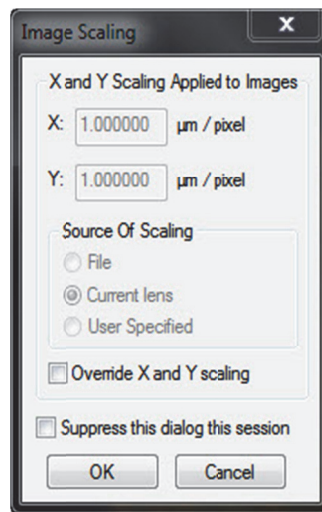 Image Scaling
X
X and Y Scaling Applied to Images
X: 1.000000 µm / pixel
Y: 1.000000 µm / pixel
Source Of Scaling
File
Current lens
User Specified
Override X and Y scaling
Suppress this dialog this session
OK Cancel